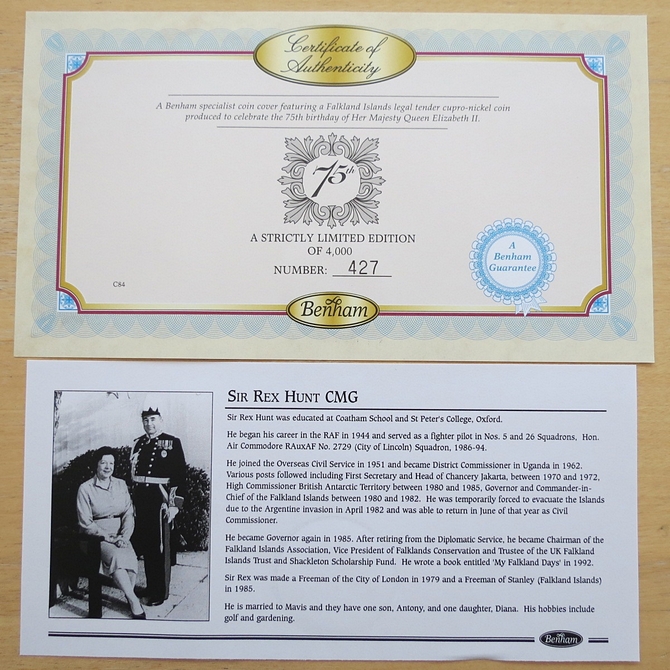 Certificate of
Authenticity
A Benham specialist coin cover featuring a Falkland Islands legal tender cupro-nickel coin
produced to celebrate the 75th birthday of Her Majesty Queen Elizabeth II.
75th
A STRICTLY LIMITED EDITION
OF 4,000
NUMBER: 427
A
Benham
Guarantee
C84
Benham
SIR REX HUNT CMG
Sir Rex Hunt was educated at Coatham School and St Peter's College, Oxford.
He began his career in the RAF in 1944 and served as a fighter pilot in Nos. 5 and 26 Squadrons, Hon.
Air Commodore RAuxAF No. 2729 (City of Lincoln) Squadron, 1986-94.
He joined the Overseas Civil Service in 1951 and became District Commissioner in Uganda in 1962.
Various posts followed including First Secretary and Head of Chancery Jakarta, between 1970 and 1972,
High Commissioner British Antarctic Territory between 1980 and 1985, Governor and Commander-in-
Chief of the Falkland Islands between 1980 and 1982. He was temporarily forced to evacuate the Islands
due to the Argentine invasion in April 1982 and was able to return in June of that year as Civil
Commissioner.
He became Governor again in 1985. After retiring from the Diplomatic Service, he became Chairman of the
Falkland Islands Association, Vice President of Falklands Conservation and Trustee of the UK Falkland
Islands Trust and Shackleton Scholarship Fund. He wrote a book entitled 'My Falkland Days' in 1992.
Sir Rex was made a Freeman of the City of London in 1979 and a Freeman of Stanley (Falkland Islands)
in 1985.
He is married to Mavis and they have one son, Antony, and one daughter, Diana. His hobbies include
golf and gardening.
Benham